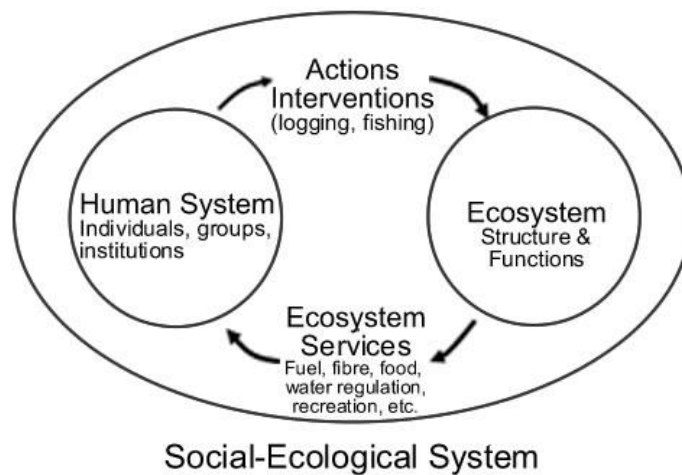 Actions
Interventions
(logging, fishing)
Human System
Individuals, groups,
institutions
Ecosystem
Structure &
Functions
Ecosystem
Services
Fuel, fibre, food,
water regulation,
recreation, etc.
Social-Ecological System